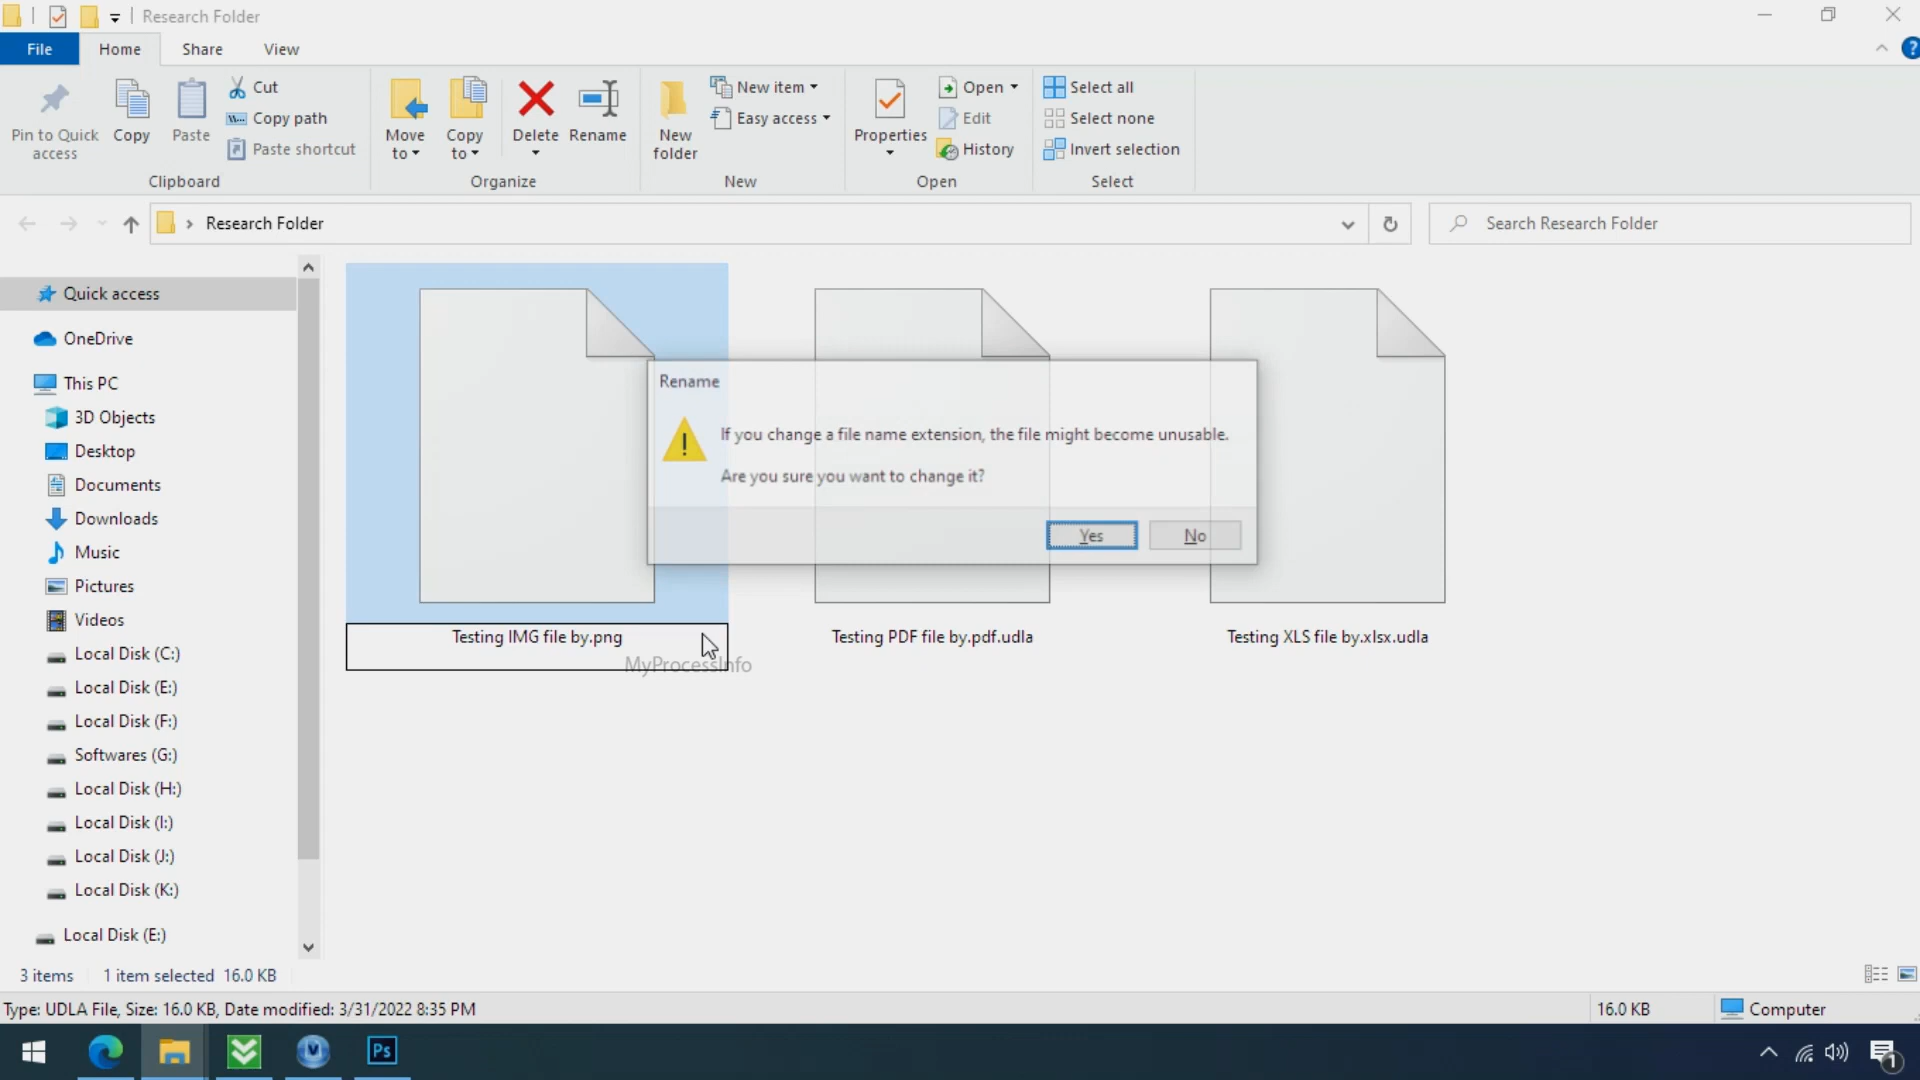 Research Folder
File
Home
Share
View
Pin to Quick
access
Copy
Paste
Cut
Copy path
Paste shortcut
Clipboard
Move
to
Copy
to
Delete
Rename
Organize
New
folder
New item
Easy access
New
Properties
Open
Edit
History
Open
Select all
Select none
Invert selection
Select
Research Folder
Search Research Folder
Quick access
OneDrive
This PC
3D Objects
Desktop
Documents
Downloads
Music
Pictures
Videos
Local Disk (C:)
Local Disk (E:)
Local Disk (F:)
Softwares (G:)
Local Disk (H:)
Local Disk (I:)
Local Disk (J:)
Local Disk (K:)
Local Disk (E:)
Rename
If you change a file name extension, the file might become unusable.
Are you sure you want to change it?
Yes
No
Testing IMG file by.png
Testing PDF file by.pdf.udla
Testing XLS file by.xlsx.udla
MyProcessInfo
3 items 1 item selected 16.0 KB
Type: UDLA File, Size: 16.0 KB, Date modified: 3/31/2022 8:35 PM
16.0 KB
Computer
Ps
1